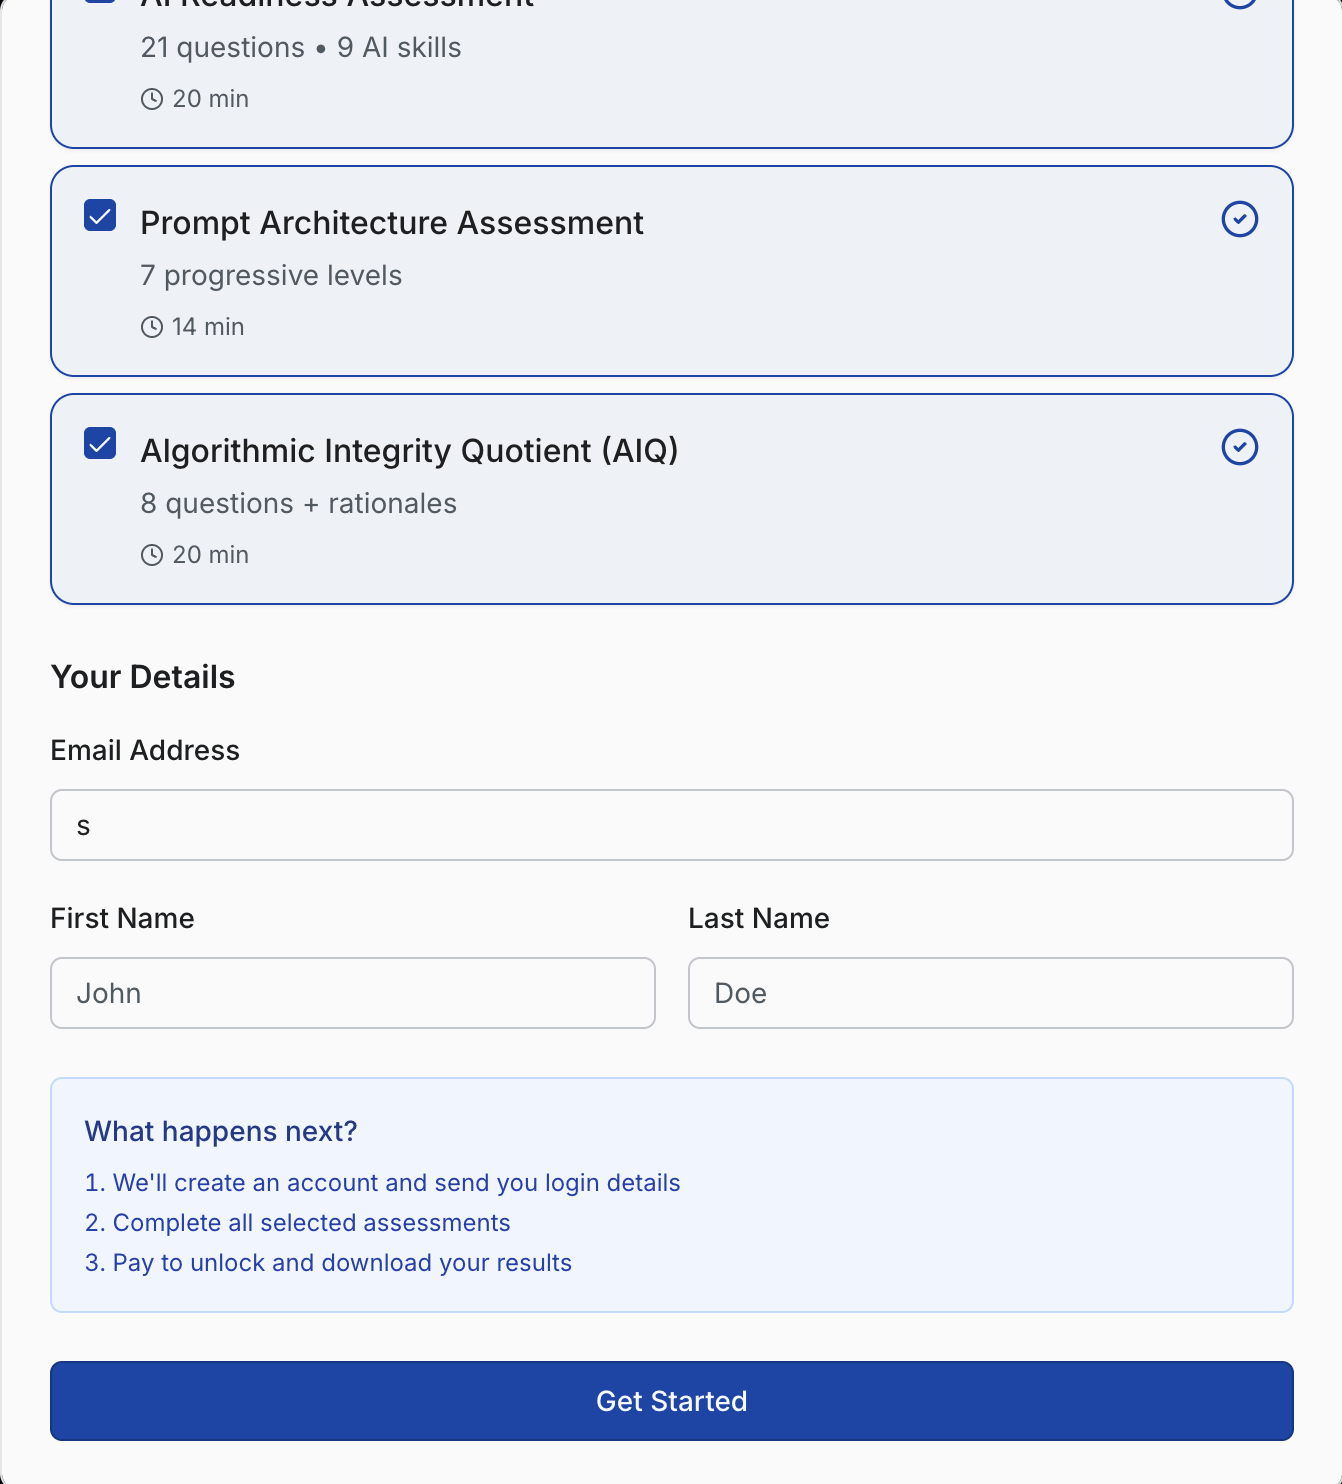 AI Readiness Assessment
21 questions • 9 AI skills
20 min
Prompt Architecture Assessment
7 progressive levels
14 min
Algorithmic Integrity Quotient (AIQ)
8 questions + rationales
20 min
Your Details
Email Address
s
First Name
Last Name
John
Doe
What happens next?
1. We'll create an account and send you login details
2. Complete all selected assessments
3. Pay to unlock and download your results
Get Started